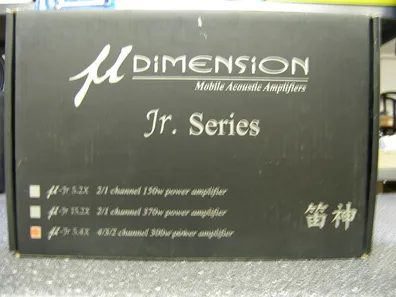 µ DIMENSION
Mobile Acoustic Amplifiers
Jr. Series
µ-Jr 5.2X 2/1 channel 150w power amplifier
µ-Jr 15.2X 2/1 channel 370w power amplifier
µ-Jr 5.4X 4/3/2 channel 300w power amplifier
笛神